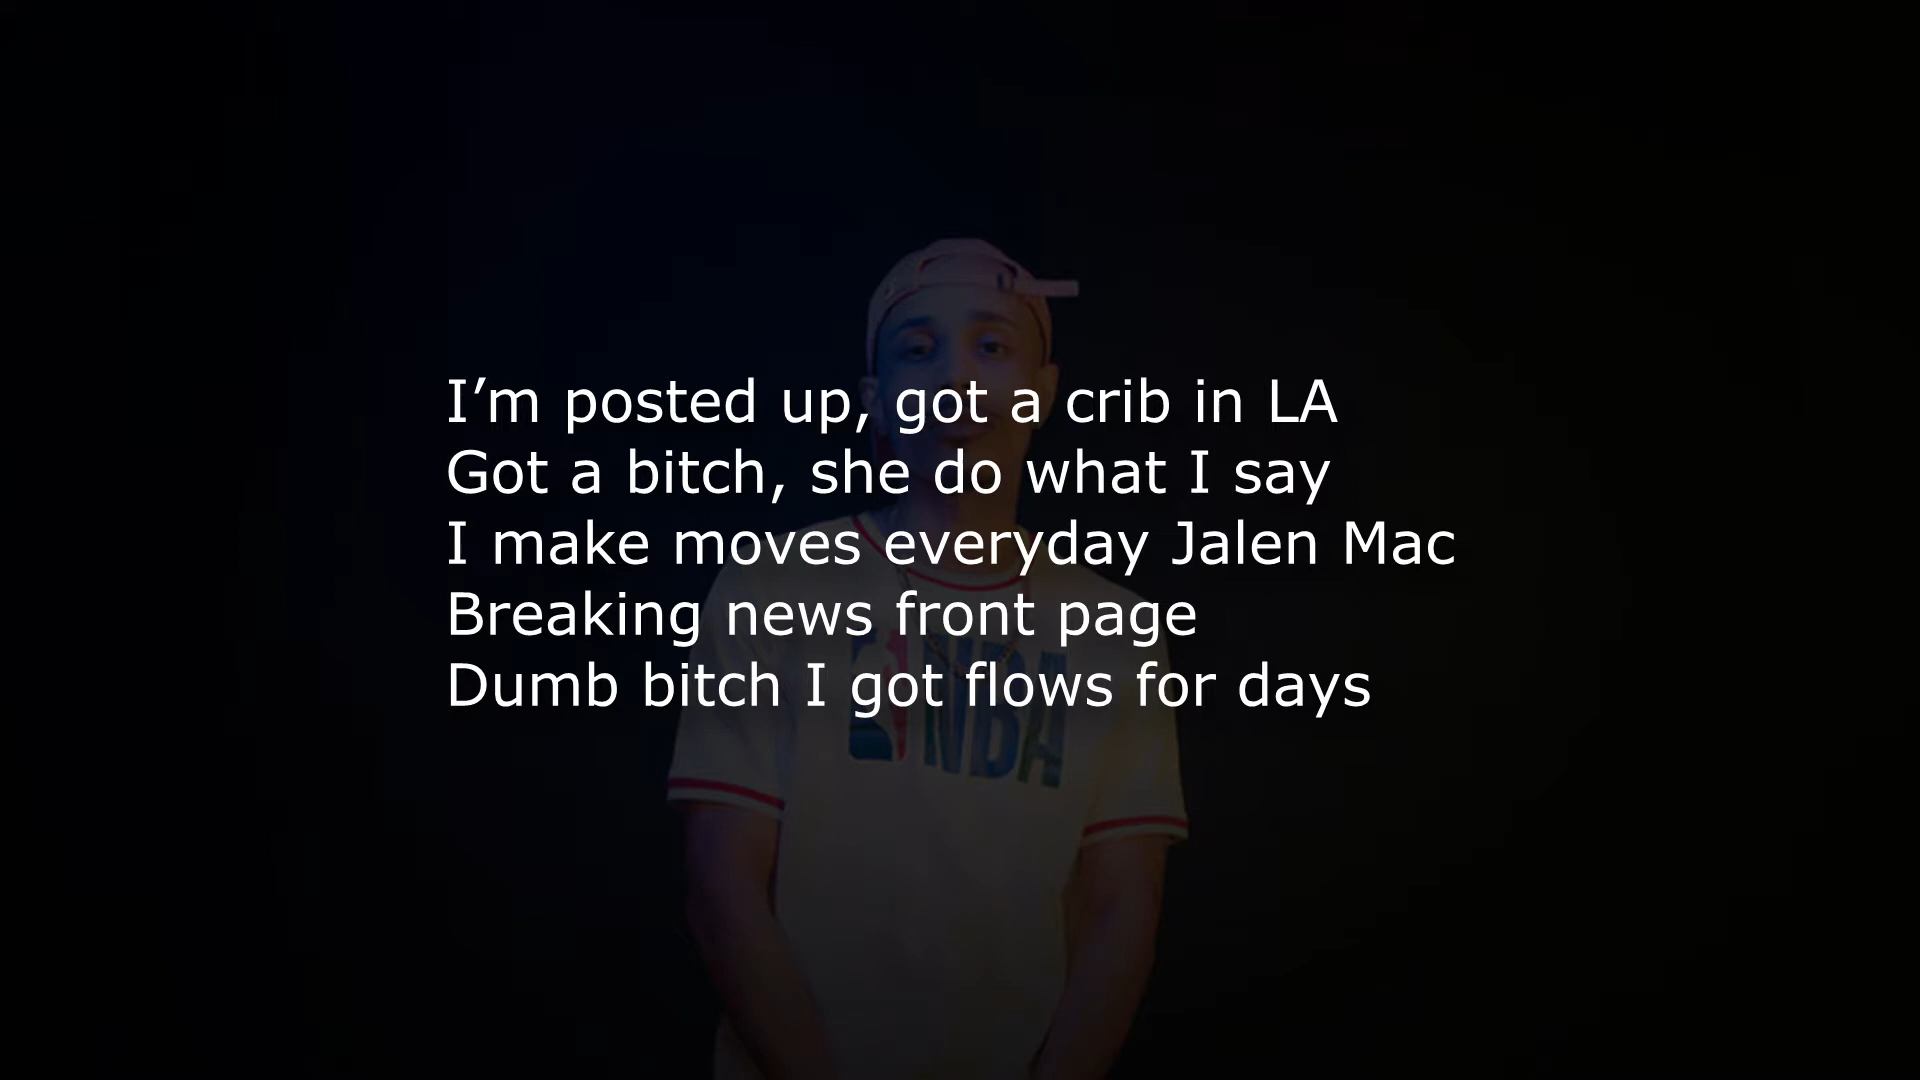 I’m posted up, got a crib in LA
Got a bitch, she do what I say
I make moves everyday Jalen Mac
Breaking news front page
Dumb bitch I got flows for days
NBA